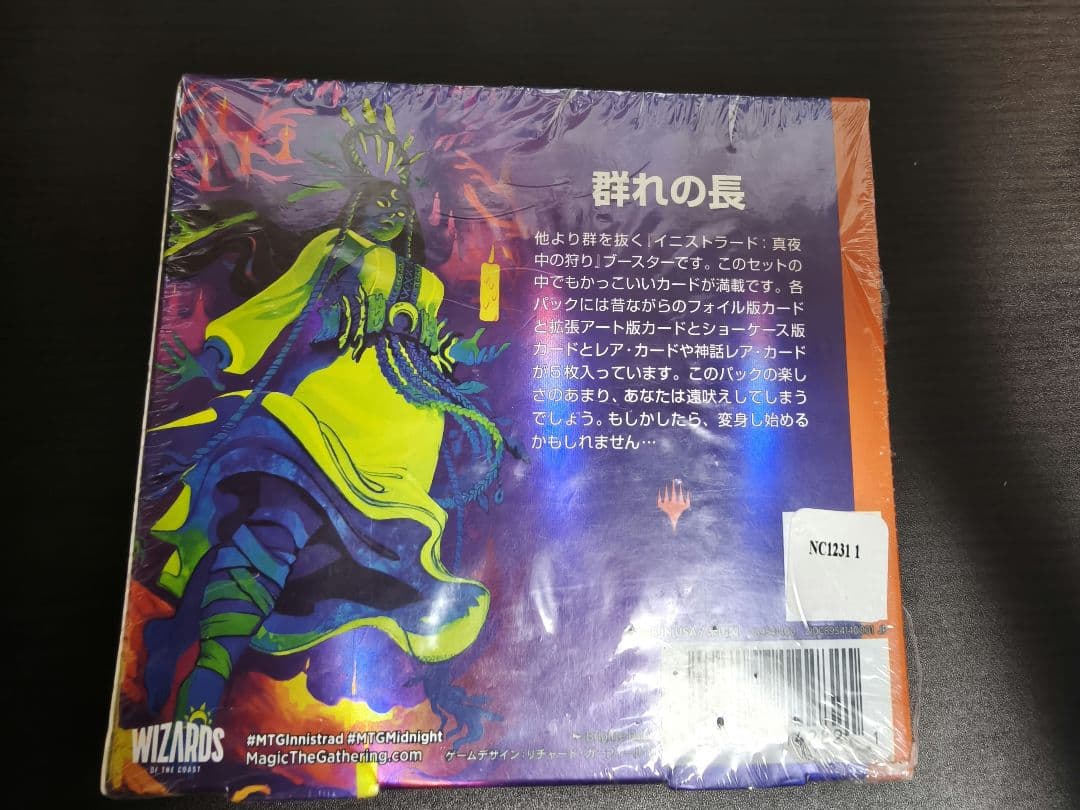 群れの長
他より群を抜く『イニストラード：真夜
中の狩り』ブースターです。このセットの
中でもかっこいいカードが満載です。各
パックには昔ながらのフォイル版カード
と拡張アート版カードとショーケース版
カードとレア・カードや神話レア・カード
が5枚入っています。このパックの楽し
さのあまり、あなたは遠吠えしてしまう
でしょう。もしかしたら、変身し始める
かもしれません…
NC1231 1
WIZARDS
OF THE COAST
#MTGInnistrad #MTGMidnight
MagicTheGathering.com
ゲームデザイン：リチャード・ガーフィールド